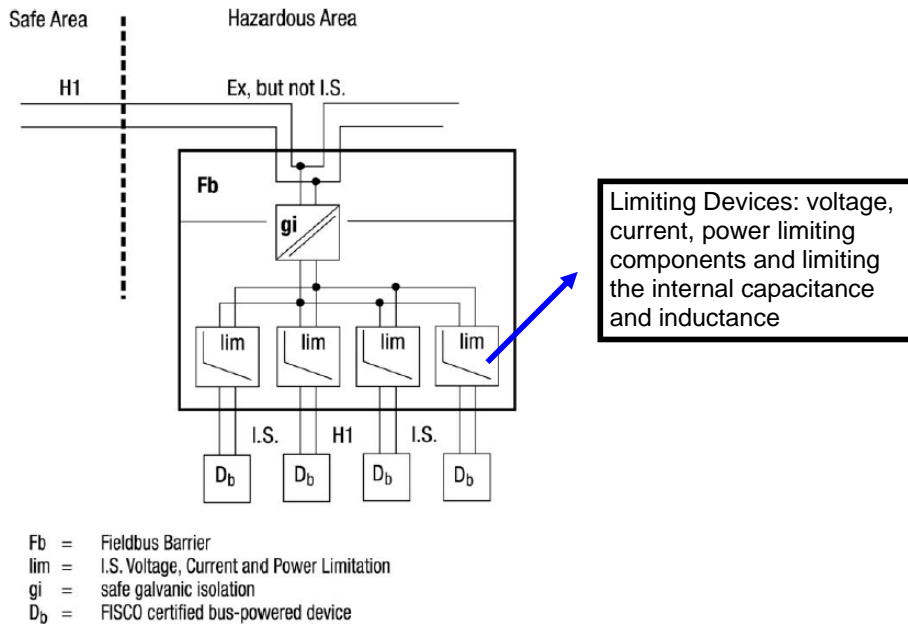 Safe Area
Hazardous Area
H1
Ex, but not I.S.
Fb
gi
lim
lim
lim
lim
Limiting Devices: voltage,
current, power limiting
components and limiting
the internal capacitance
and inductance
I.S.
H1
I.S.
Db
Db
Db
Db
Fb = Fieldbus Barrier
lim = I.S. Voltage, Current and Power Limitation
gi = safe galvanic isolation
Db = FISCO certified bus-powered device